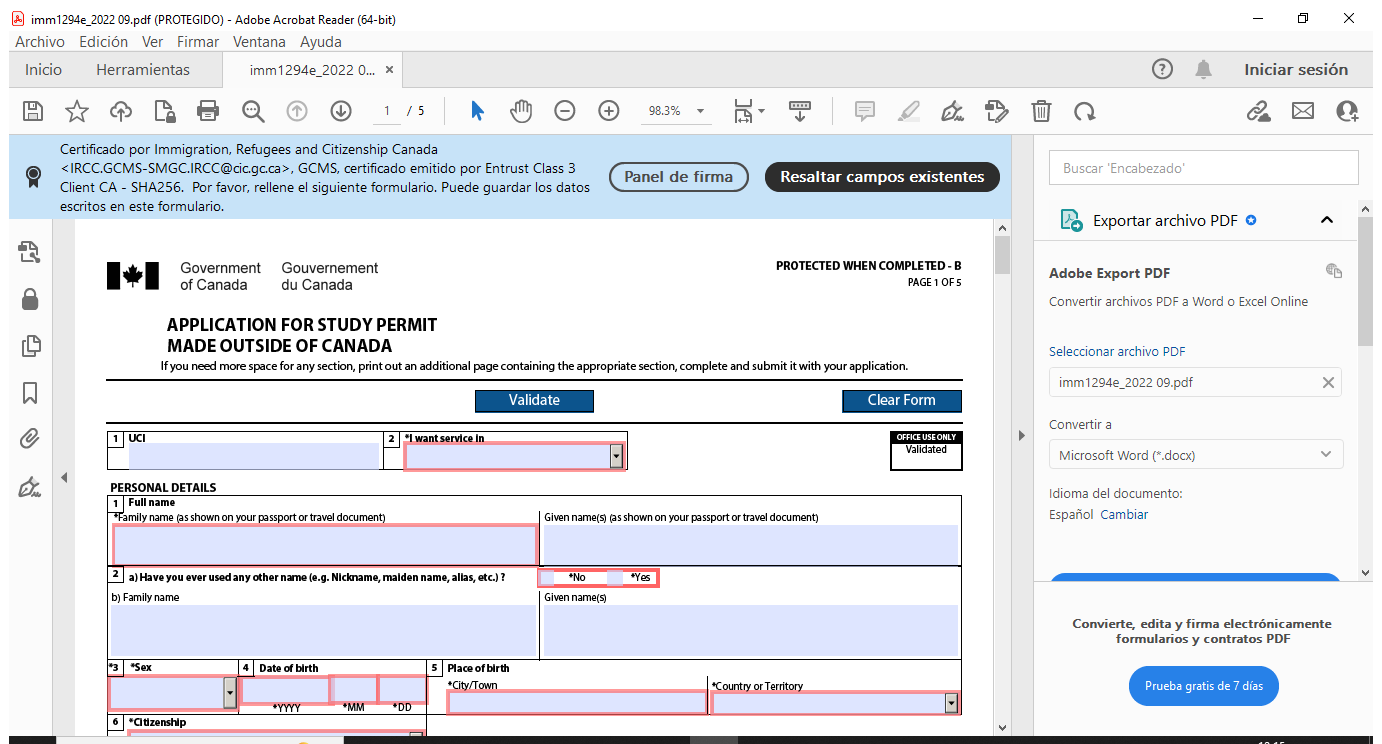 imm1294e_2022 09.pdf (PROTEGIDO) - Adobe Acrobat Reader (64-bit)
Archivo Edición Ver Firmar Ventana Ayuda
Inicio Herramientas imm1294e_2022 0... × Iniciar sesión
1 / 5 98.3%
Certificado por Immigration, Refugees and Citizenship Canada
<IRCC.GCMS-SMGC.IRCC@cic.gc.ca>, GCMS, certificado emitido por Entrust Class 3
Client CA - SHA256. Por favor, rellene el siguiente formulario. Puede guardar los datos
escritos en este formulario.
Panel de firma
Resaltar campos existentes
Government of Canada
Gouvernement du Canada
PROTECTED WHEN COMPLETED - B
PAGE 1 OF 5
APPLICATION FOR STUDY PERMIT
MADE OUTSIDE OF CANADA
If you need more space for any section, print out an additional page containing the appropriate section, complete and submit it with your application.
Validate
Clear Form
1 UCI
2 *I want service in
OFFICE USE ONLY
Validated
PERSONAL DETAILS
1 Full name
*Family name (as shown on your passport or travel document)
Given name(s) (as shown on your passport or travel document)
2 a) Have you ever used any other name (e.g. Nickname, maiden name, alias, etc.) ?
*No *Yes
b) Family name
Given name(s)
*3 *Sex
4 Date of birth
*YYYY *MM *DD
5 Place of birth
*City/Town
*Country or Territory
6 *Citizenship
Buscar 'Encabezado'
Exportar archivo PDF
Adobe Export PDF
Convertir archivos PDF a Word o Excel Online
Seleccionar archivo PDF
imm1294e_2022 09.pdf
Convertir a
Microsoft Word (*.docx)
Idioma del documento:
Español Cambiar
Convierte, edita y firma electrónicamente
formularios y contratos PDF
Prueba gratis de 7 días